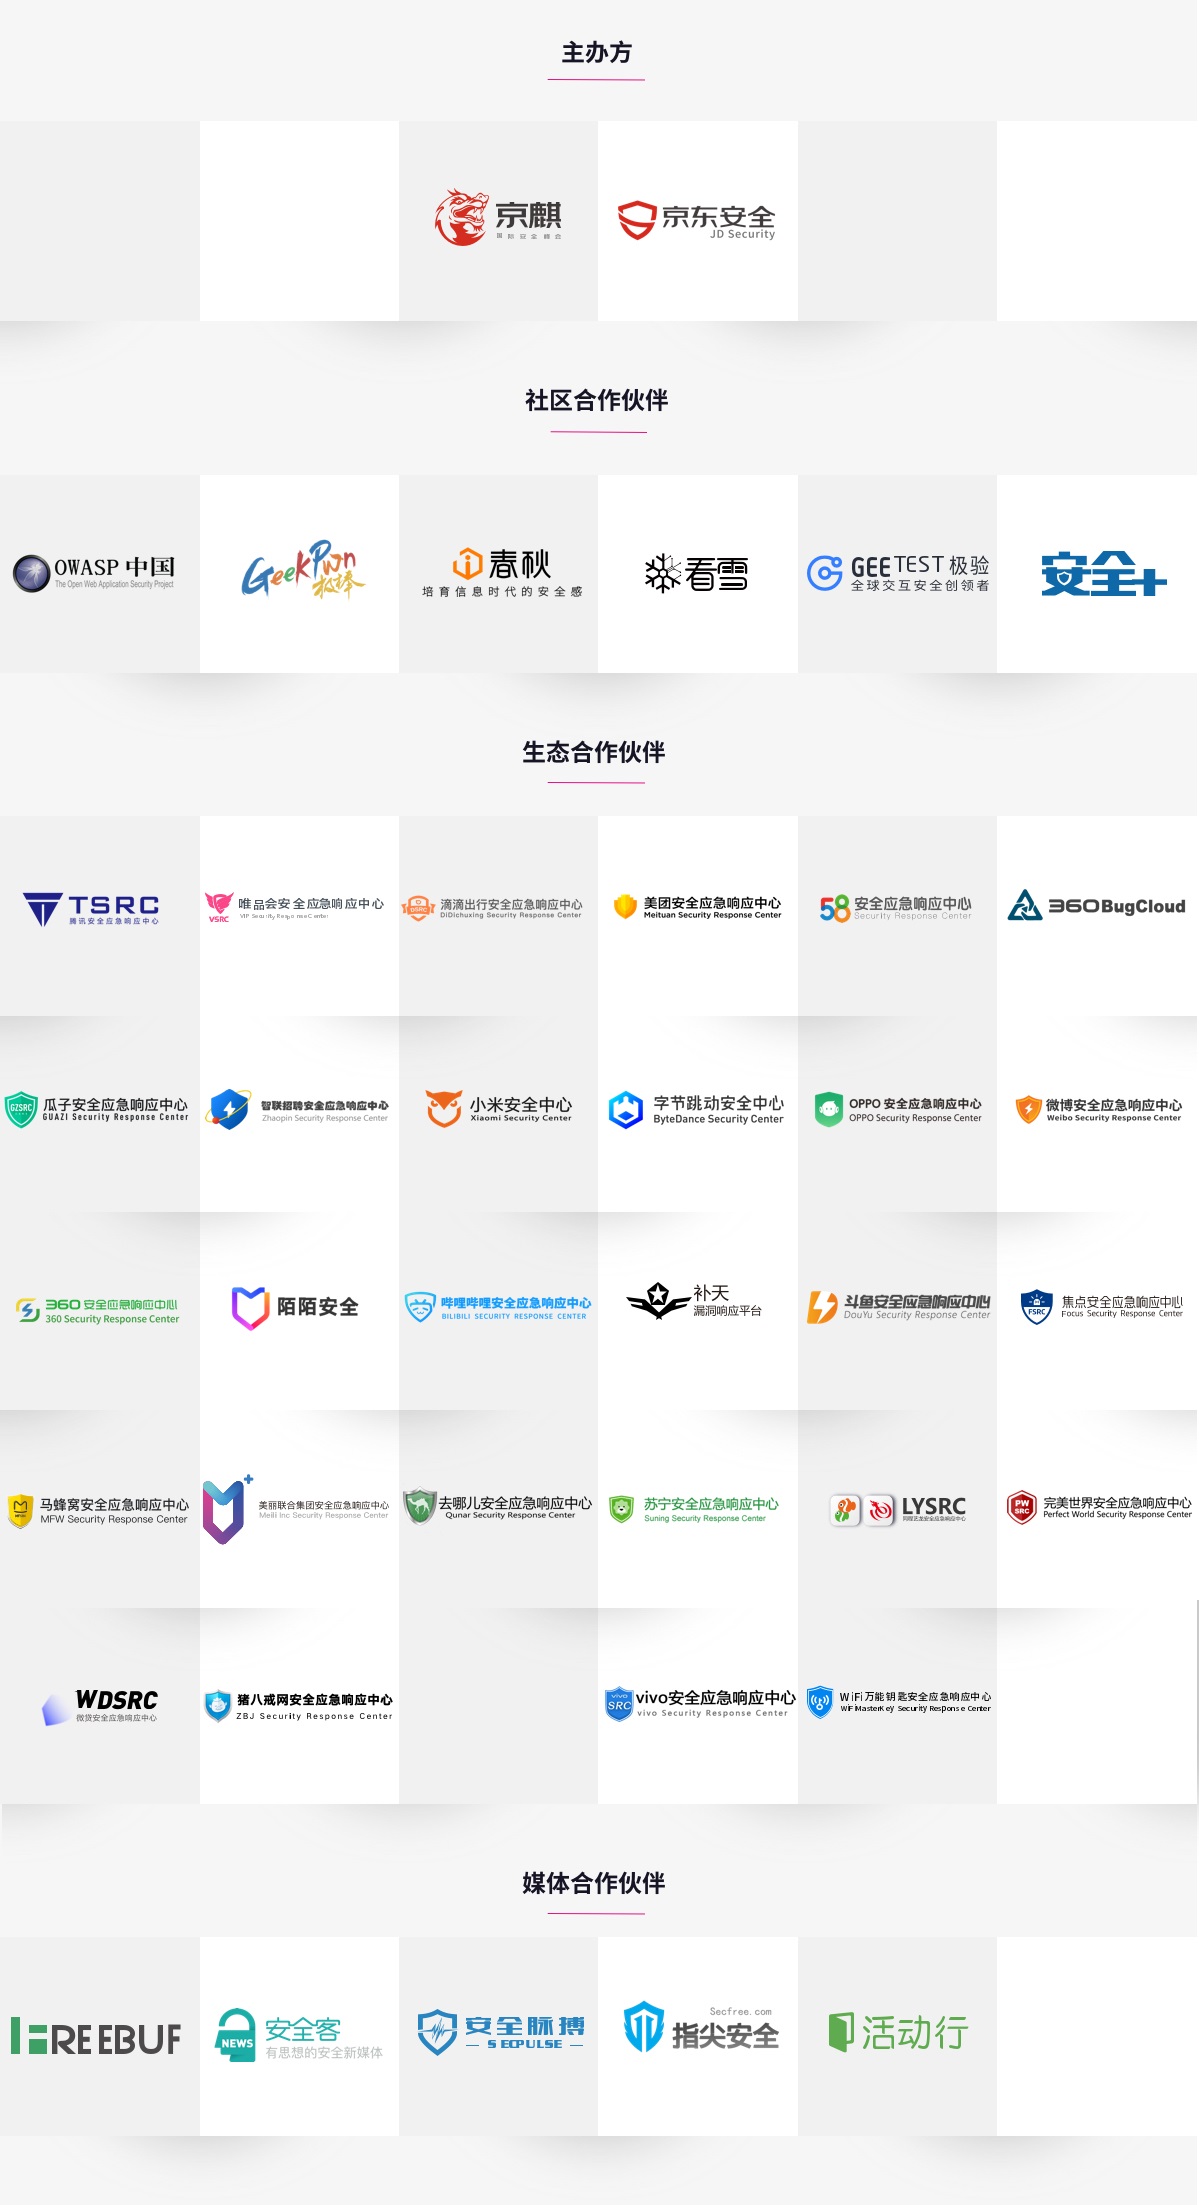 主办方
京麒
国际安全峰会
京东安全
JD Security
社区合作伙伴
OWASP 中国
The Open Web Application Security Project
GeekPwn
极棒
春秋
培育信息时代的安全感
看雪
GEETEST 极验
全球交互安全创领者
安全+
生态合作伙伴
TSRC
腾讯安全应急响应中心
VSRC
唯品会安全应急响应中心
VIP Security Response Center
DSRC
滴滴出行安全应急响应中心
DiDichuxing Security Response Center
美团安全应急响应中心
Meituan Security Response Center
58 安全应急响应中心
Security Response Center
360BugCloud
GZSRC
瓜子安全应急响应中心
GUAZI Security Response Center
智联招聘安全应急响应中心
Zhaopin Security Response Center
小米安全中心
Xiaomi Security Center
字节跳动安全中心
ByteDance Security Center
OPPO 安全应急响应中心
OPPO Security Response Center
微博安全应急响应中心
Weibo Security Response Center
360 安全应急响应中心
360 Security Response Center
陌陌安全
哔哩哔哩安全应急响应中心
BILIBILI SECURITY RESPONSE CENTER
补天
漏洞响应平台
斗鱼安全应急响应中心
DouYu Security Response Center
FSRC
焦点安全应急响应中心
Focus Security Response Center
马蜂窝安全应急响应中心
MFW Security Response Center
美丽联合集团安全应急响应中心
Meili Inc Security Response Center
去哪儿安全应急响应中心
Qunar Security Response Center
苏宁安全应急响应中心
Suning Security Response Center
LYSRC
同程艺龙安全应急响应中心
PW
SRC
完美世界安全应急响应中心
Perfect World Security Response Center
WDSRC
微贷安全应急响应中心
猪八戒网安全应急响应中心
ZBJ Security Response Center
vivo
SRC
vivo安全应急响应中心
vivo Security Response Center
WiFi万能钥匙安全应急响应中心
WiFiMasterKey Security Response Center
媒体合作伙伴
FREEBUF
NEWS
安全客
有思想的安全新媒体
安全脉搏
SECPULSE
Secfree.com
指尖安全
活动行